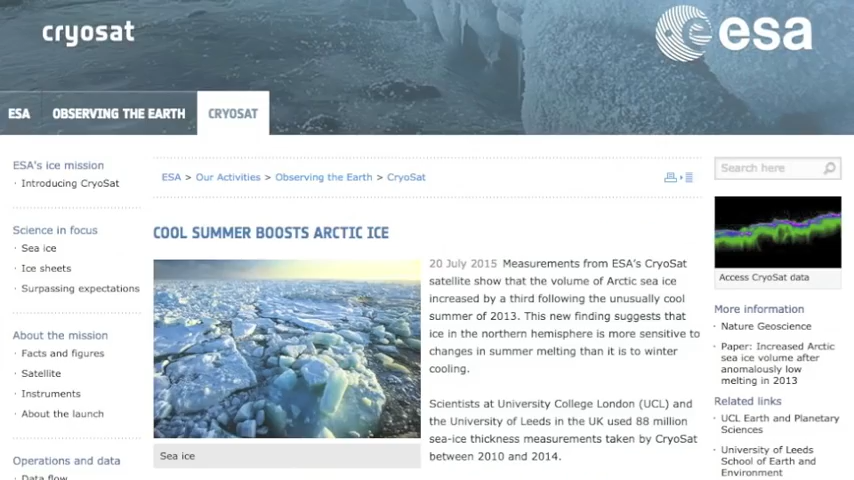 cryosat
esa
ESA
OBSERVING THE EARTH
CRYOSAT
ESA's ice mission
· Introducing CryoSat
Science in focus
· Sea ice
· Ice sheets
· Surpassing expectations
About the mission
· Facts and figures
· Satellite
· Instruments
· About the launch
Operations and data
· Data flow
ESA > Our Activities > Observing the Earth > CryoSat
COOL SUMMER BOOSTS ARCTIC ICE
Sea ice
20 July 2015 Measurements from ESA's CryoSat
satellite show that the volume of Arctic sea ice
increased by a third following the unusually cool
summer of 2013. This new finding suggests that
ice in the northern hemisphere is more sensitive to
changes in summer melting than it is to winter
cooling.
Scientists at University College London (UCL) and
the University of Leeds in the UK used 88 million
sea-ice thickness measurements taken by CryoSat
between 2010 and 2014.
Search here
Access CryoSat data
More information
· Nature Geoscience
· Paper: Increased Arctic
sea ice volume after
anomalously low
melting in 2013
Related links
· UCL Earth and Planetary
Sciences
· University of Leeds
School of Earth and
Environment